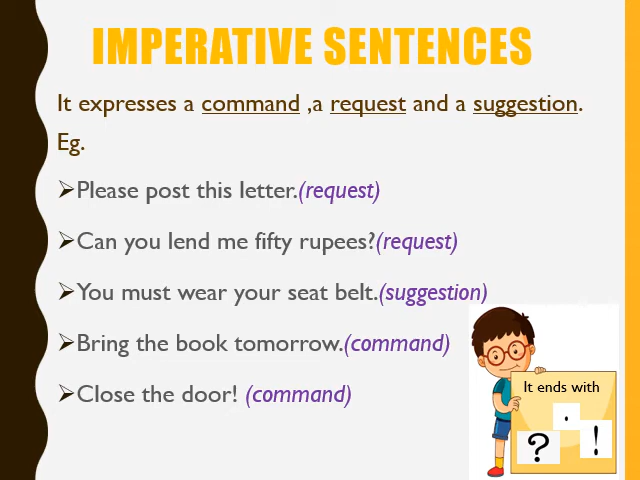 IMPERATIVE SENTENCES
It expresses a command ,a request and a suggestion.
Eg.
➢Please post this letter.(request)
➢Can you lend me fifty rupees?(request)
➢You must wear your seat belt.(suggestion)
➢Bring the book tomorrow.(command)
➢Close the door! (command)
It ends with
.
? !